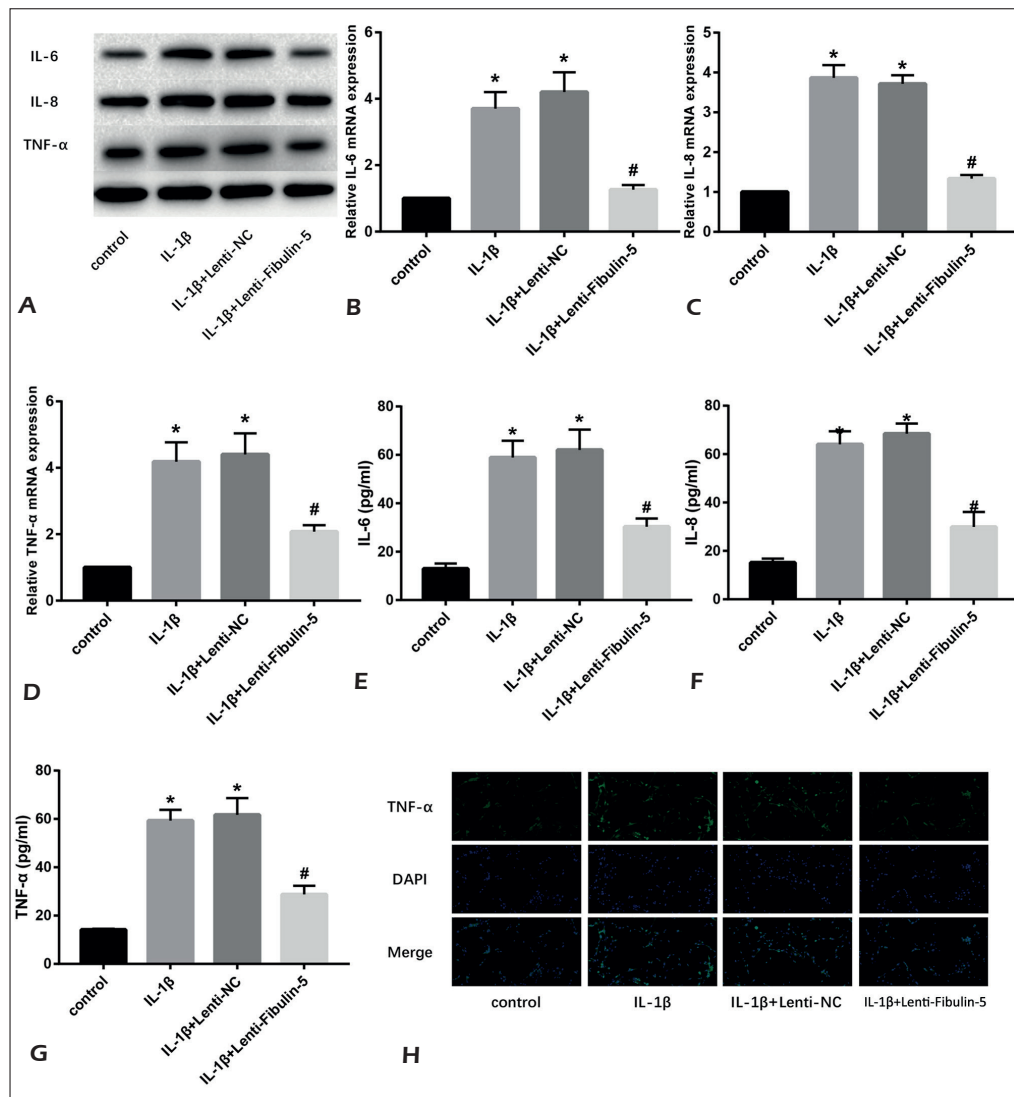 IL-6
IL-8
TNF-α
control
IL-1β
IL-1β+Lenti-NC
IL-1β+Lenti-Fibulin-5
A
Relative IL-6 mRNA expression
6
4
2
0
*
*
#
control
IL-1β
IL-1β+Lenti-NC
IL-1β+Lenti-Fibulin-5
B
Relative IL-8 mRNA expression
5
4
3
2
1
0
*
*
#
control
IL-1β
IL-1β+Lenti-NC
IL-1β+Lenti-Fibulin-5
C
Relative TNF-α mRNA expression
6
4
2
0
*
*
#
control
IL-1β
IL-1β+Lenti-NC
IL-1β+Lenti-Fibulin-5
D
IL-6 (pg/ml)
80
60
40
20
0
*
*
#
control
IL-1β
IL-1β+Lenti-NC
IL-1β+Lenti-Fibulin-5
E
IL-8 (pg/ml)
80
60
40
20
0
*
*
#
control
IL-1β
IL-1β+Lenti-NC
IL-1β+Lenti-Fibulin-5
F
TNF-α (pg/ml)
80
60
40
20
0
*
*
#
control
IL-1β
IL-1β+Lenti-NC
IL-1β+Lenti-Fibulin-5
G
TNF-α
DAPI
Merge
control
IL-1β
IL-1β+Lenti-NC
IL-1β+Lenti-Fibulin-5
H